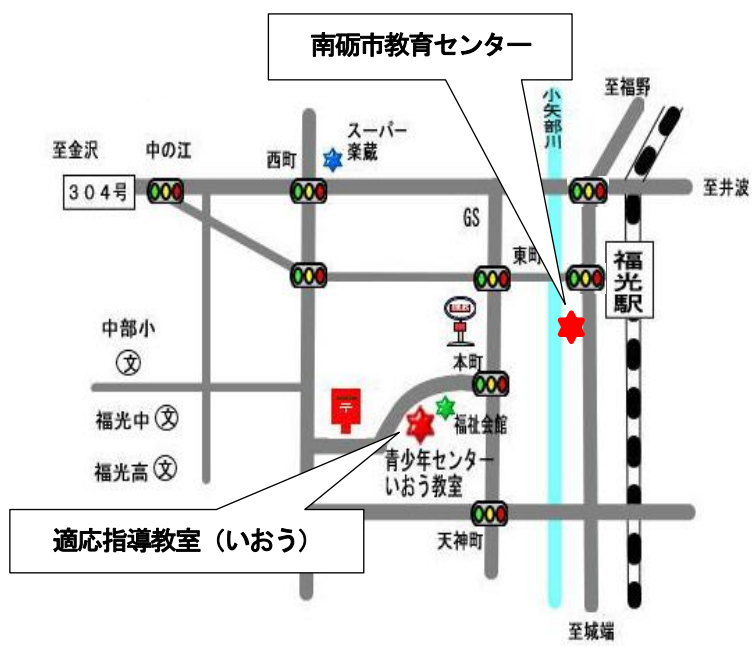 南砺市教育センター
至福野
小矢部川
スーパー
楽蔵
至金沢
中の江
西町
304号
至井波
GS
東町
福光駅
中部小
文
本町
福光中 文
〒
福祉会館
福光高 文
青少年センター
いおう教室
適応指導教室（いおう）
天神町
至城端